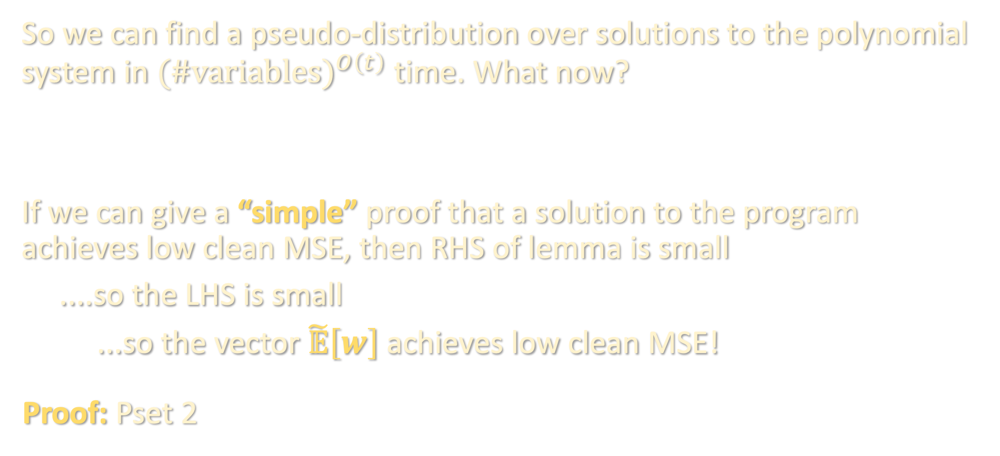 So we can find a pseudo-distribution over solutions to the polynomial
system in (#variables)^{O(t)} time. What now?
If we can give a “simple” proof that a solution to the program
achieves low clean MSE, then RHS of lemma is small
....so the LHS is small
...so the vector 𝔼̃[w] achieves low clean MSE!
Proof: Pset 2